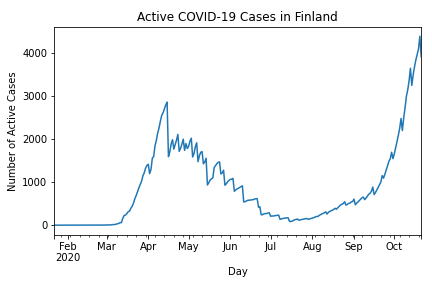 Active COVID-19 Cases in Finland
Number of Active Cases
4000
3000
2000
1000
0
Feb Mar Apr May Jun Jul Aug Sep Oct
2020
Day